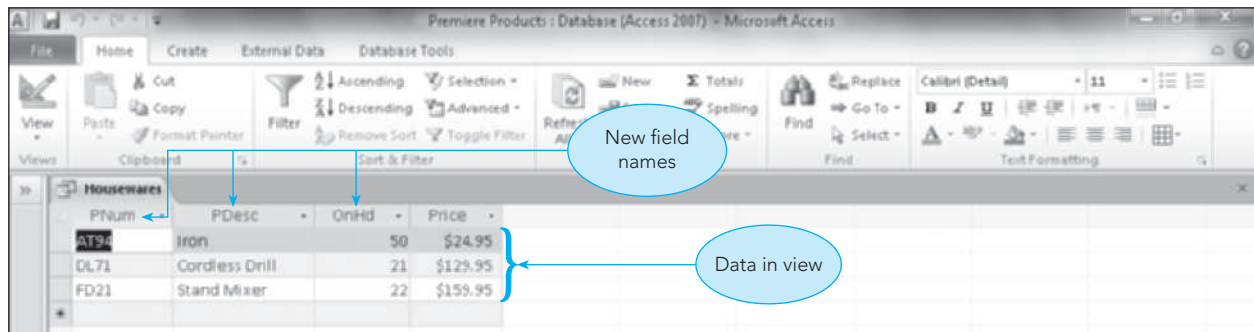 A
Premiere Products : Database (Access 2007) - Microsoft Access
File Home Create External Data Database Tools
Cut Ascending Selection New Σ Totals Replace Calibri (Detail) 11
Copy Descending Advanced Spelling Go To B I U
View Paste Format Painter Filter Remove Sort Toggle Filter Find Select A
Views Clipboard Sort & Filter Find Text Formatting
New field
names
Housewares
PNum PDesc OnHd Price
AT94 Iron 50 $24.95
DL71 Cordless Drill 21 $129.95
FD21 Stand Mixer 22 $159.95
Data in view